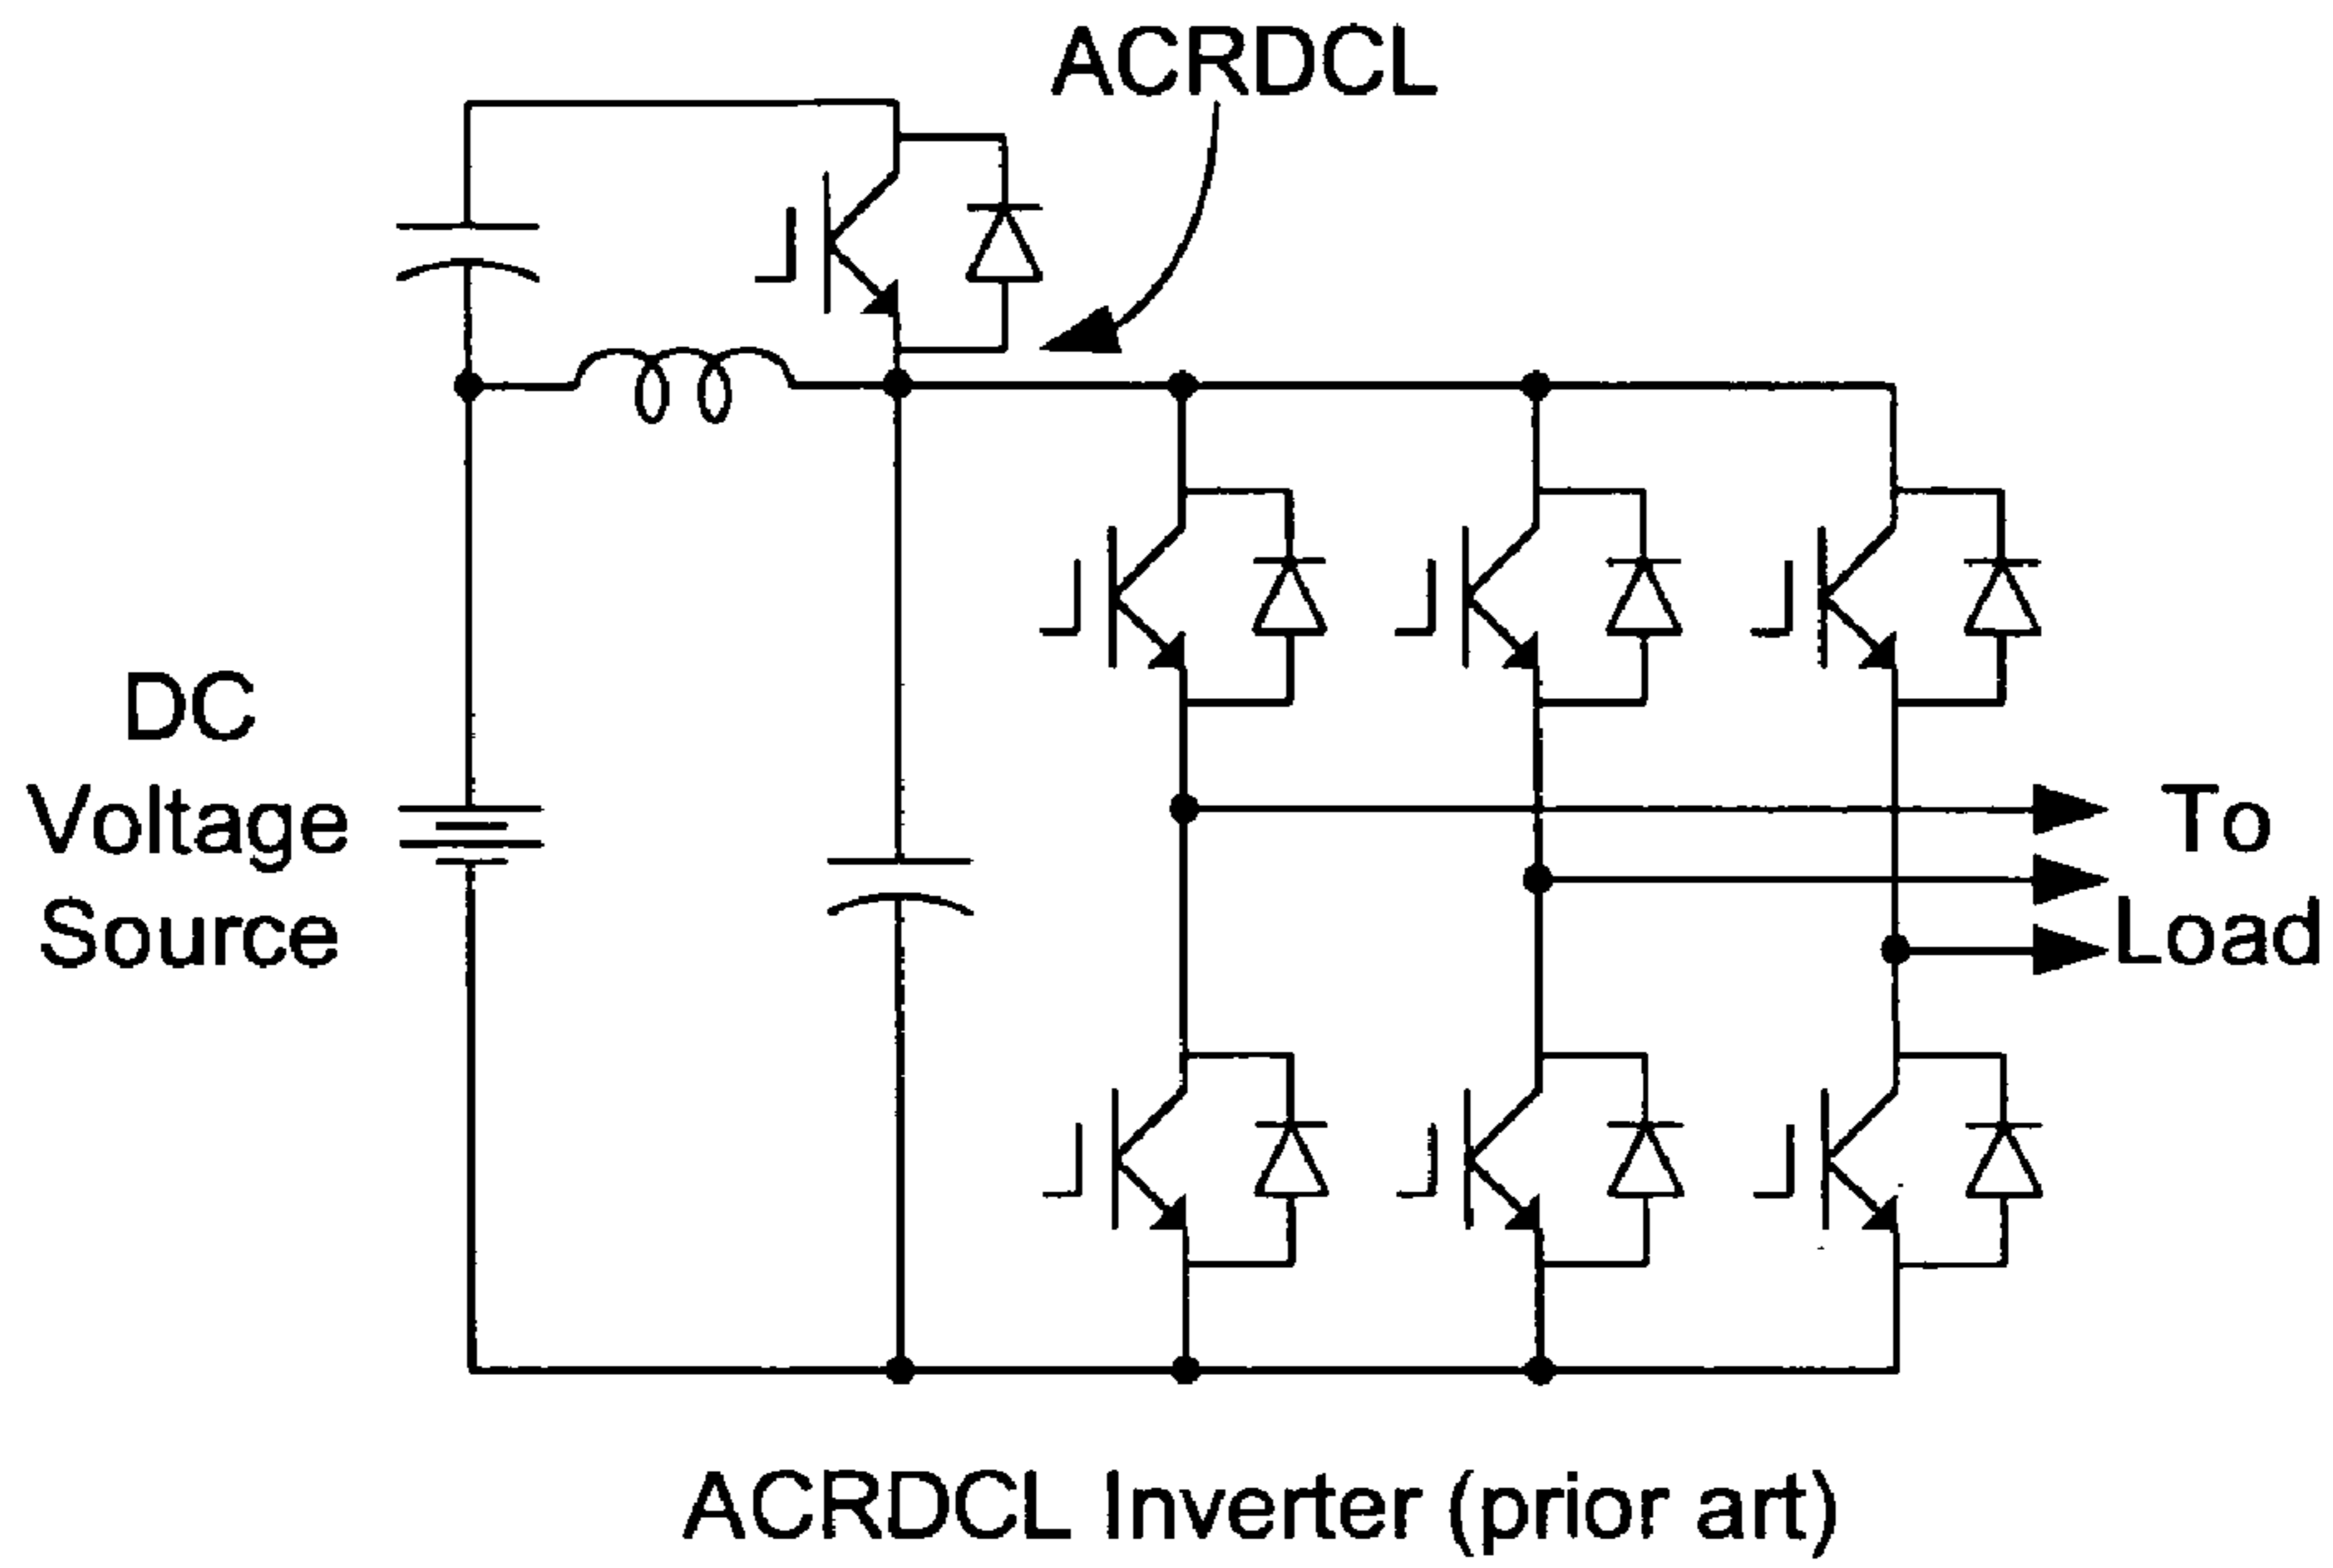 ACRDCL
DC
Voltage
Source
To
Load
ACRDCL Inverter (prior art)